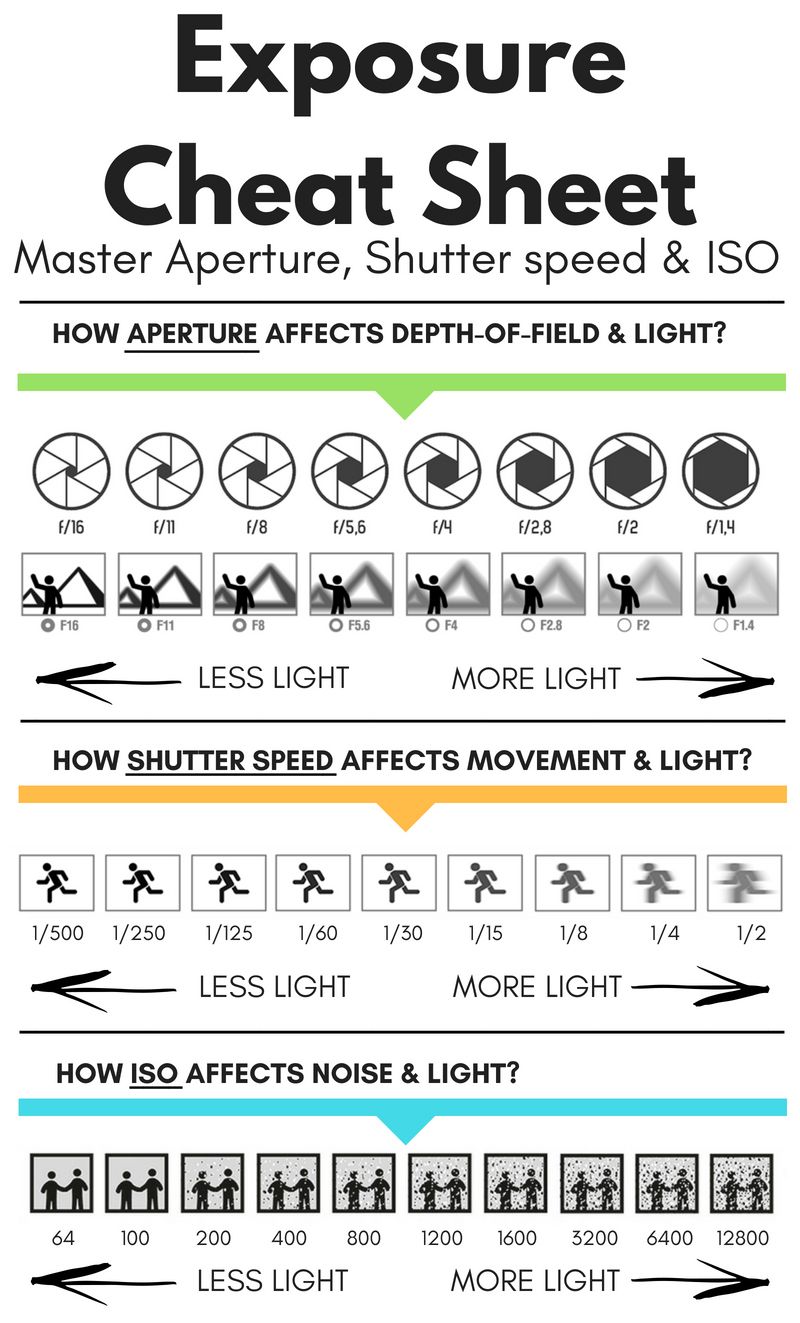 Exposure
Cheat Sheet
Master Aperture, Shutter speed & ISO
HOW APERTURE AFFECTS DEPTH-OF-FIELD & LIGHT?
f/16 f/11 f/8 f/5,6 f/4 f/2,8 f/2 f/1,4
F16 F11 F8 F5.6 F4 F2.8 F2 F1.4
LESS LIGHT MORE LIGHT
HOW SHUTTER SPEED AFFECTS MOVEMENT & LIGHT?
1/500 1/250 1/125 1/60 1/30 1/15 1/8 1/4 1/2
LESS LIGHT MORE LIGHT
HOW ISO AFFECTS NOISE & LIGHT?
64 100 200 400 800 1200 1600 3200 6400 12800
LESS LIGHT MORE LIGHT